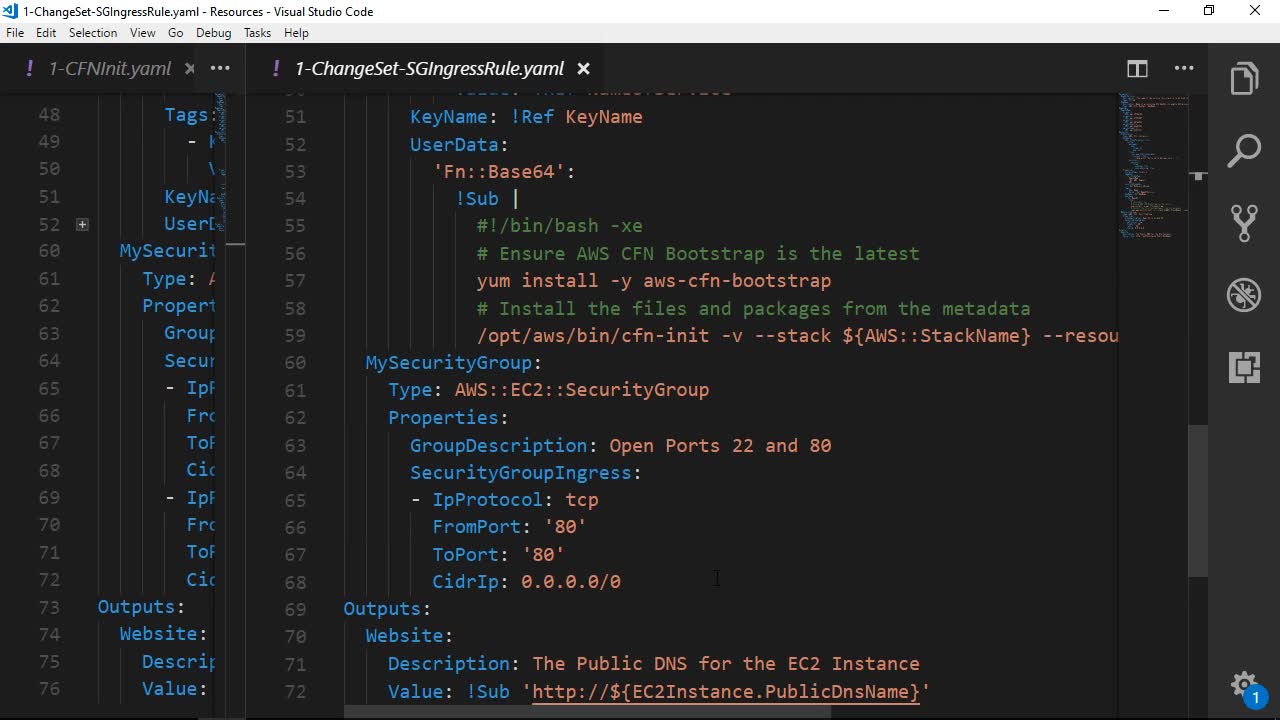 1-ChangeSet-SGIngressRule.yaml - Resources - Visual Studio Code
File Edit Selection View Go Debug Tasks Help
! 1-CFNInit.yaml × ···
48 Tags:
49 - K
50
51 KeyNa
52 + UserD
60 MySecurit
61 Type: A
62 Propert
63 Group
64 Secur
65 - IpP
66 Fro
67 ToP
68 Cid
69 - IpP
70 Fro
71 ToP
72 Cid
73 Outputs:
74 Website:
75 Descrip
76 Value:
! 1-ChangeSet-SGIngressRule.yaml × ···
51 KeyName: !Ref KeyName
52 UserData:
53 'Fn::Base64':
54 !Sub |
55 #!/bin/bash -xe
56 # Ensure AWS CFN Bootstrap is the latest
57 yum install -y aws-cfn-bootstrap
58 # Install the files and packages from the metadata
59 /opt/aws/bin/cfn-init -v --stack ${AWS::StackName} --resou
60 MySecurityGroup:
61 Type: AWS::EC2::SecurityGroup
62 Properties:
63 GroupDescription: Open Ports 22 and 80
64 SecurityGroupIngress:
65 - IpProtocol: tcp
66 FromPort: '80'
67 ToPort: '80'
68 CidrIp: 0.0.0.0/0
69 Outputs:
70 Website:
71 Description: The Public DNS for the EC2 Instance
72 Value: !Sub 'http://${EC2Instance.PublicDnsName}'
1